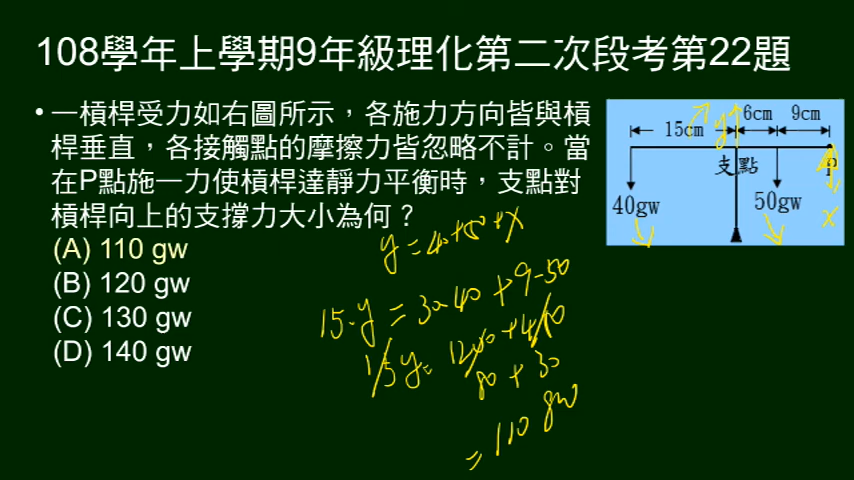 108學年上學期9年級理化第二次段考第22題
• 一槓桿受力如右圖所示，各施力方向皆與槓
桿垂直，各接觸點的摩擦力皆忽略不計。當
在P點施一力使槓桿達靜力平衡時，支點對
槓桿向上的支撐力大小為何？
(A) 110 gw
(B) 120 gw
(C) 130 gw
(D) 140 gw
6cm 9cm
15cm y
支點 P
40gw 50gw x
y = 40+50+x
15·y = 30·40 + 9·50
15y = 1200 + 450
80 + 30
= 110 gw